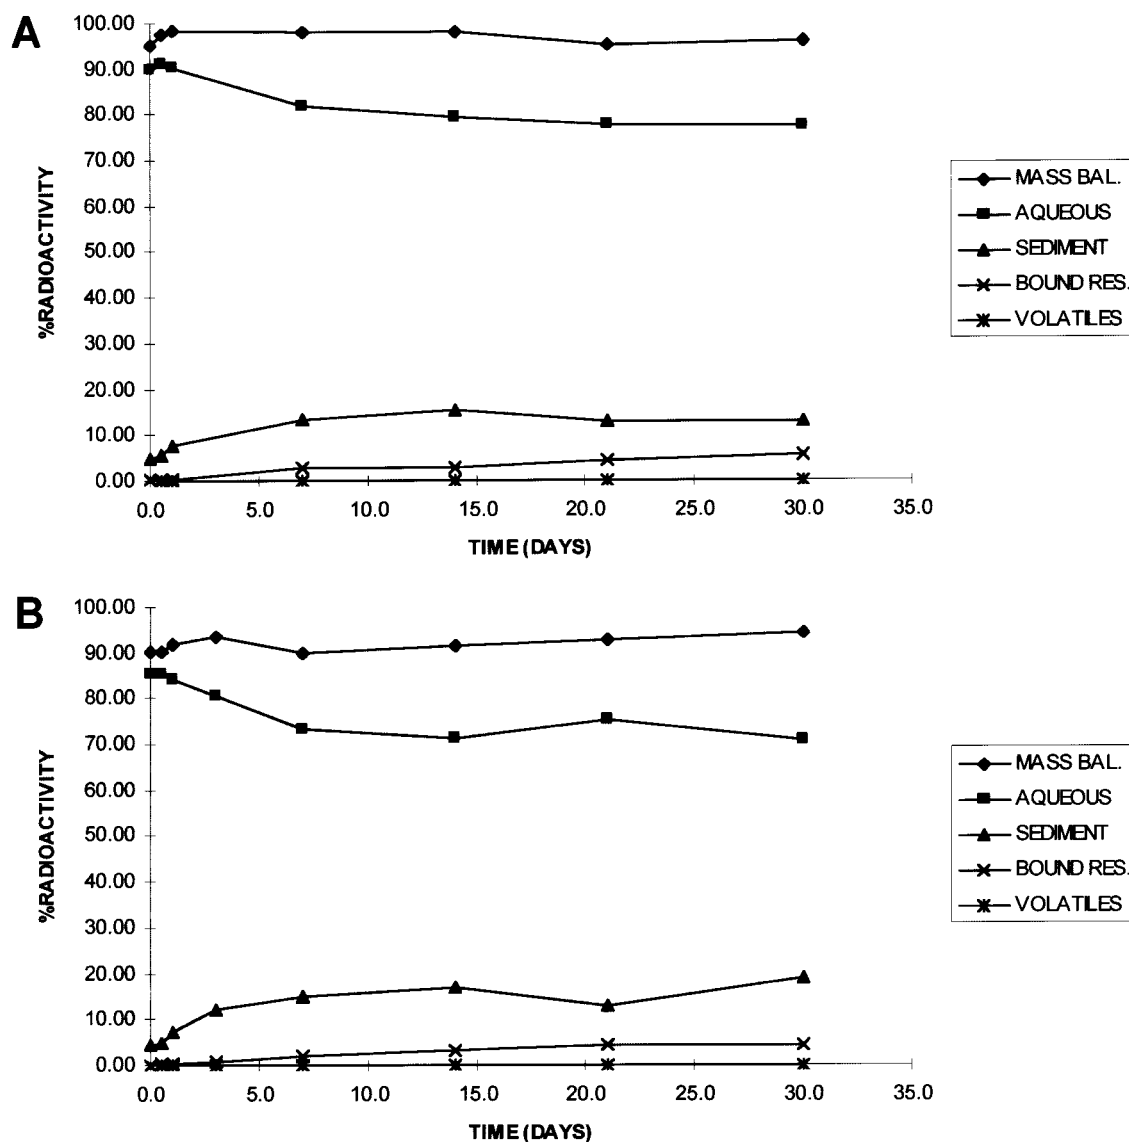 A
100.00
90.00
80.00
70.00
60.00
50.00
40.00
30.00
20.00
10.00
0.00
%RADIOACTIVITY
0.0 5.0 10.0 15.0 20.0 25.0 30.0 35.0
TIME (DAYS)
MASS BAL.
AQUEOUS
SEDIMENT
BOUND RES.
VOLATILES
B
100.00
90.00
80.00
70.00
60.00
50.00
40.00
30.00
20.00
10.00
0.00
%RADIOACTIVITY
0.0 5.0 10.0 15.0 20.0 25.0 30.0 35.0
TIME (DAYS)
MASS BAL.
AQUEOUS
SEDIMENT
BOUND RES.
VOLATILES